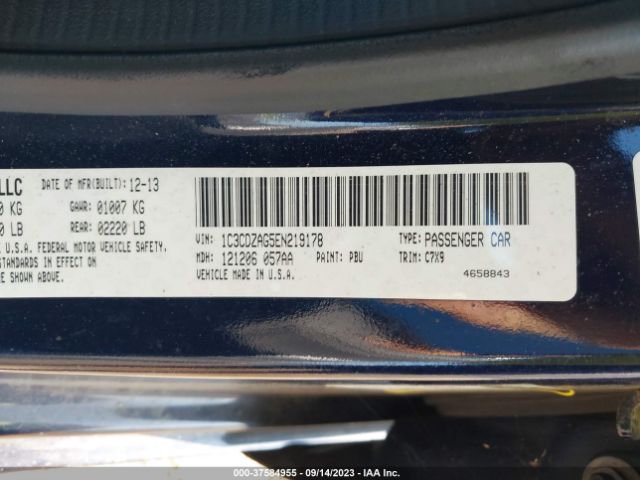 LLC DATE OF MFR(BUILT): 12-13
0 KG GAWR: 01007 KG
0 LB REAR: 02220 LB
U.S.A. FEDERAL MOTOR VEHICLE SAFETY.
STANDARDS IN EFFECT ON
SHOWN ABOVE.
VIN: 1C3CDZAG5EN219178 TYPE: PASSENGER CAR
MDH: 121206 057AA PAINT: PBU TRIM: C7X9
VEHICLE MADE IN U.S.A. 4658843
000-37584955 - 09/14/2023 - IAA Inc.